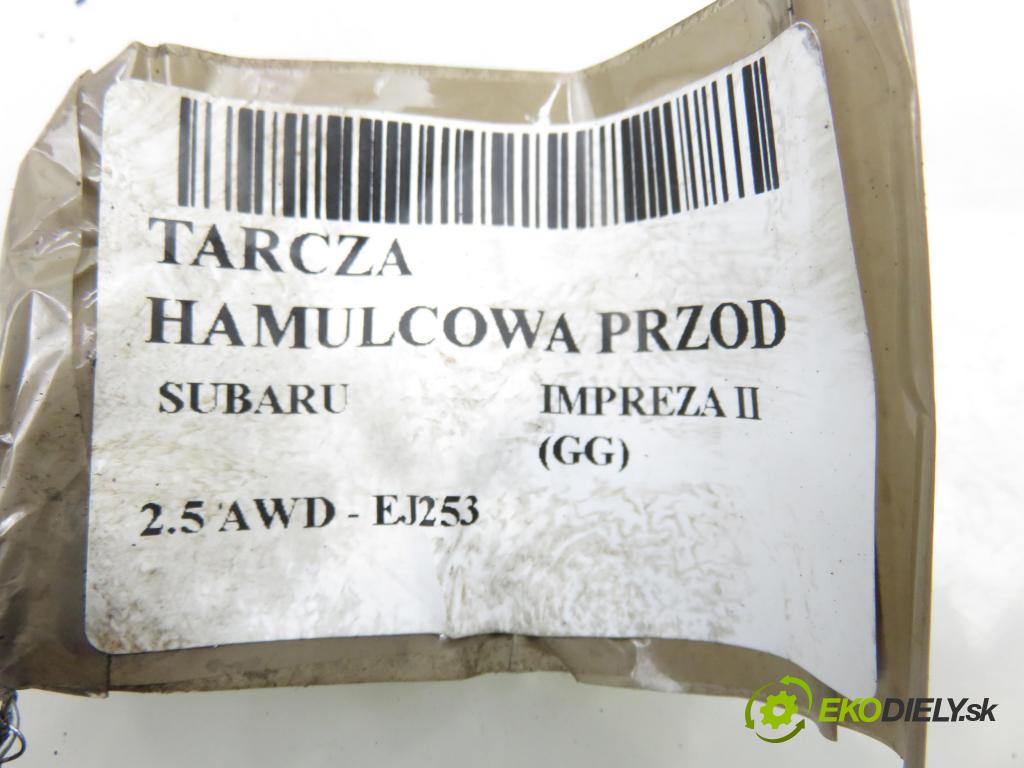 TARCZA
HAMULCOWA PRZOD
SUBARU IMPREZA II
(GG)
2.5 AWD - EJ253
EKODIELY.sk